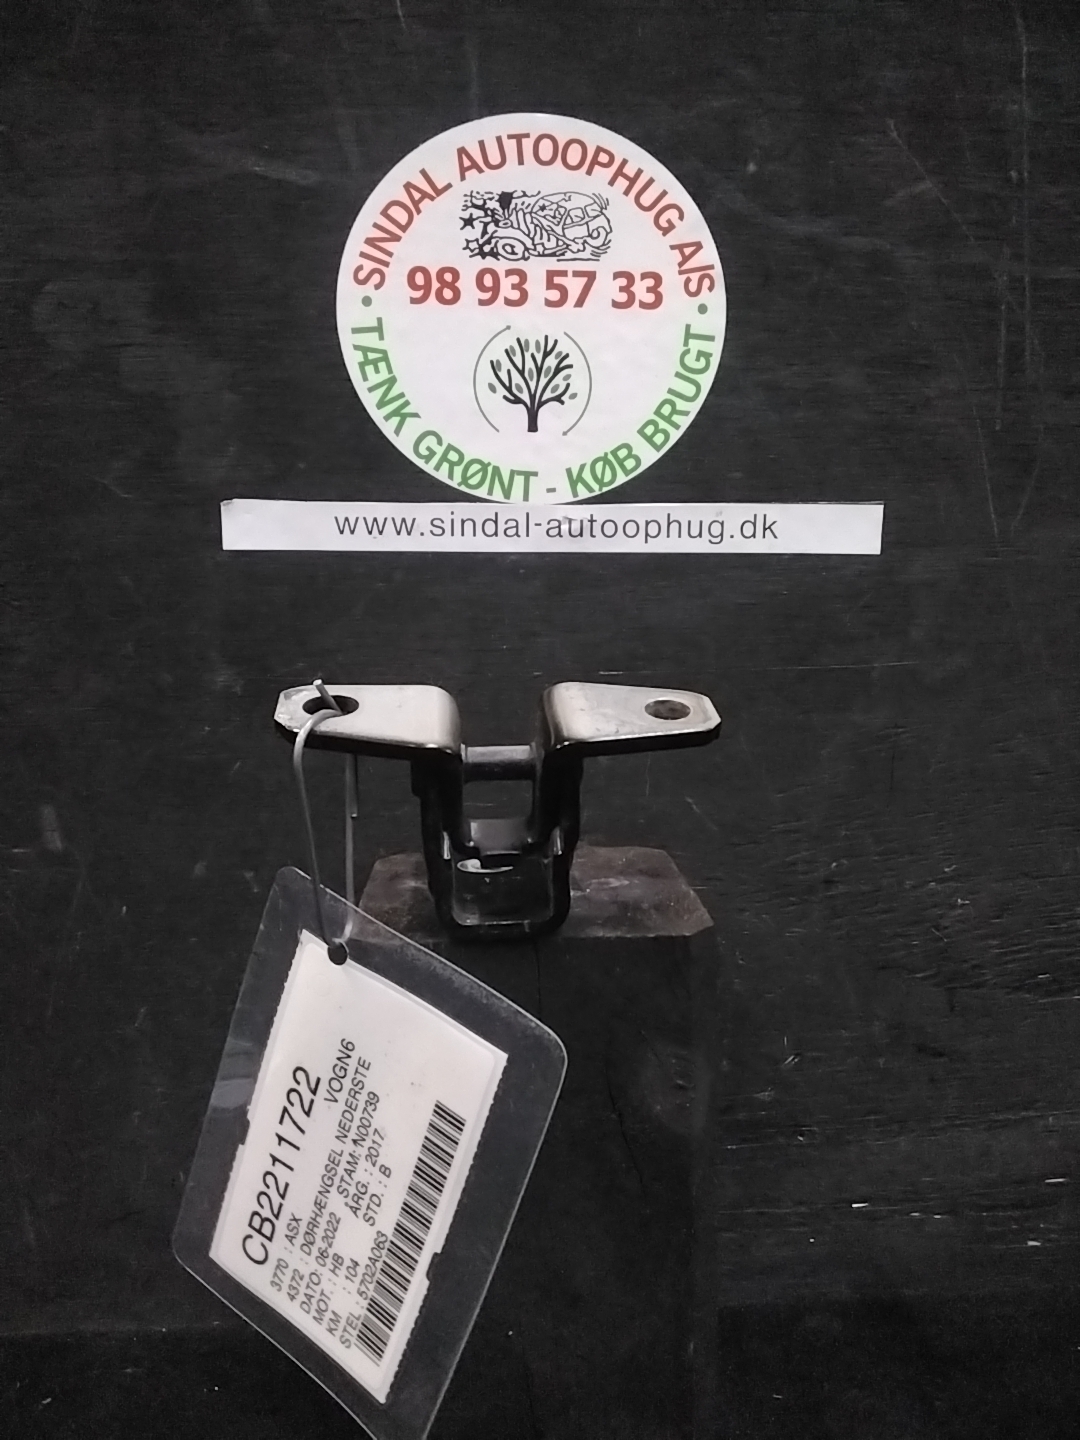 SINDAL AUTOOPHUG A/S
98 93 57 33
• TÆNK GRØNT - KØB BRUGT •
www.sindal-autoophug.dk
CB2211722
3770 : ASX VOGN6
4372 : DØRHÆNGSEL NEDERSTE
DATO: 06-2022 STAM: N00739
MOT. : HB ÅRG. : 2017
KM : 104 STD. : B
STEL : 5702A063